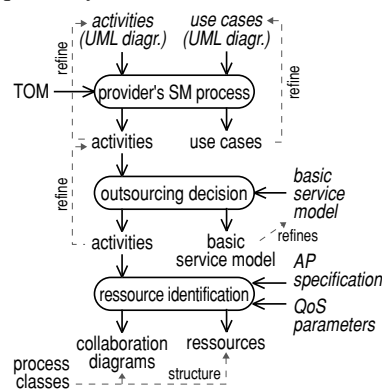 activities
(UML diagr.)
use cases
(UML diagr.)
refine
refine
TOM
provider's SM process
activities
use cases
refine
outsourcing decision
basic
service
model
activities
basic
service model
refines
AP
specification
ressource identification
QoS
parameters
collaboration
diagrams
ressources
process
classes
structure